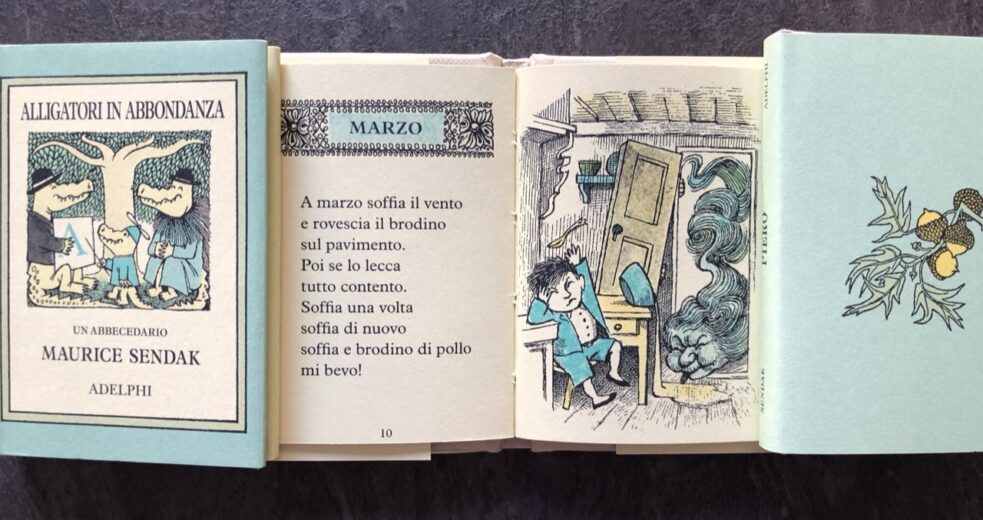 ALLIGATORI IN ABBONDANZA
A
UN ABBECEDARIO
MAURICE SENDAK
ADELPHI
MARZO
A marzo soffia il vento
e rovescia il brodino
sul pavimento.
Poi se lo lecca
tutto contento.
Soffia una volta
soffia di nuovo
soffia e brodino di pollo
mi bevo!
10
ADELPHI
PIERO
SENDAK